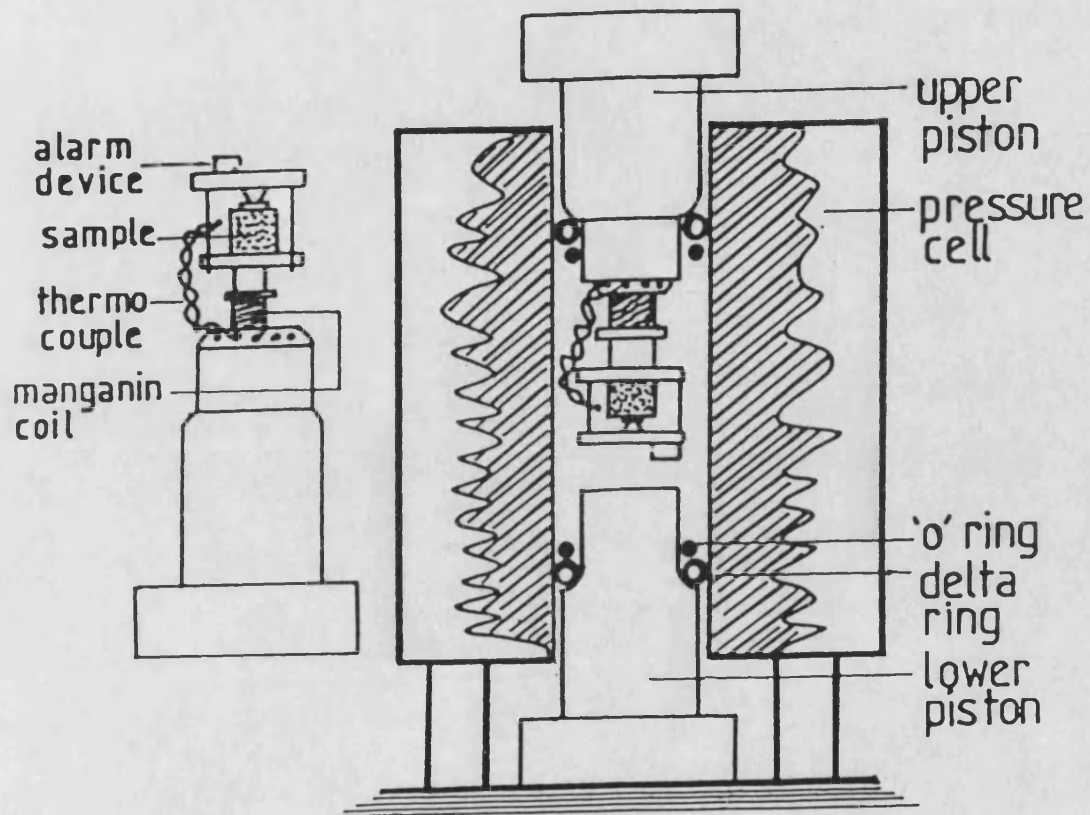 alarm
device
sample
thermo
couple
manganin
coil
upper
piston
pressure
cell
'o' ring
delta
ring
lower
piston